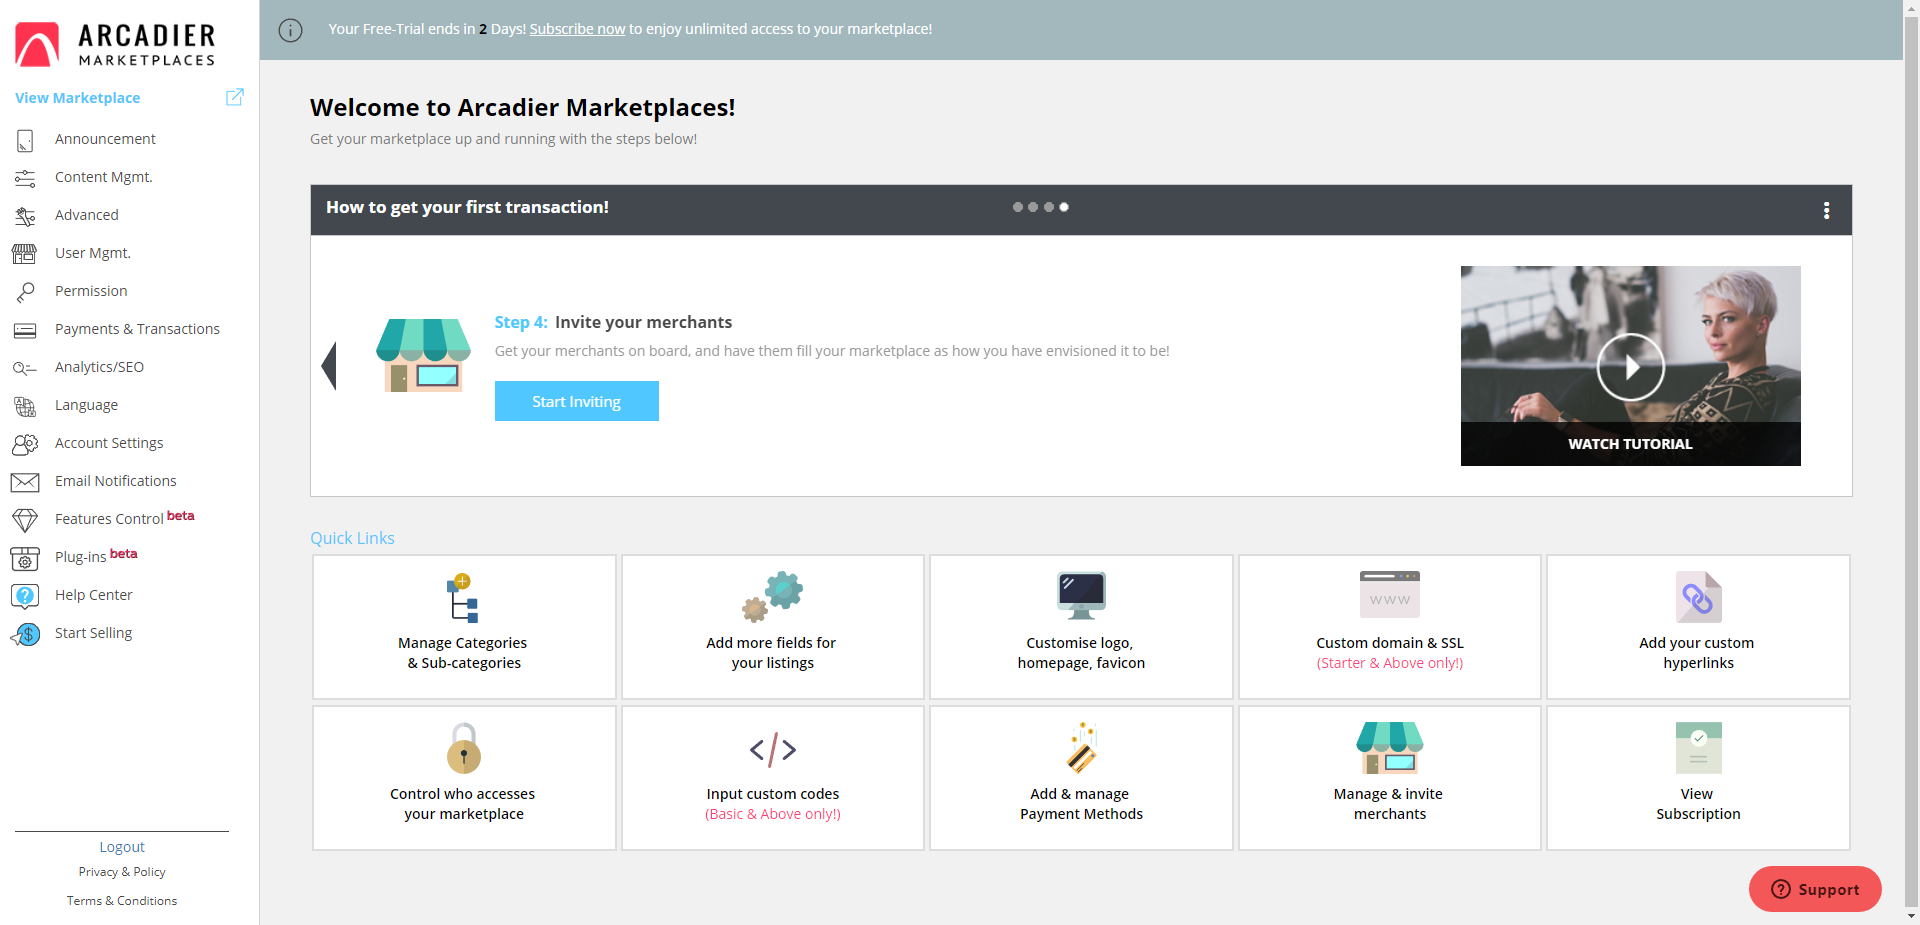 ARCADIER
MARKETPLACES
View Marketplace
Announcement
Content Mgmt.
Advanced
User Mgmt.
Permission
Payments & Transactions
Analytics/SEO
Language
Account Settings
Email Notifications
Features Control beta
Plug-ins beta
Help Center
Start Selling
Logout
Privacy & Policy
Terms & Conditions
Your Free-Trial ends in 2 Days! Subscribe now to enjoy unlimited access to your marketplace!
Welcome to Arcadier Marketplaces!
Get your marketplace up and running with the steps below!
How to get your first transaction!
Step 4: Invite your merchants
Get your merchants on board, and have them fill your marketplace as how you have envisioned it to be!
Start Inviting
WATCH TUTORIAL
Quick Links
Manage Categories
& Sub-categories
Add more fields for
your listings
Customise logo,
homepage, favicon
WWW
Custom domain & SSL
(Starter & Above only!)
Add your custom
hyperlinks
Control who accesses
your marketplace
Input custom codes
(Basic & Above only!)
Add & manage
Payment Methods
Manage & invite
merchants
View
Subscription
Support